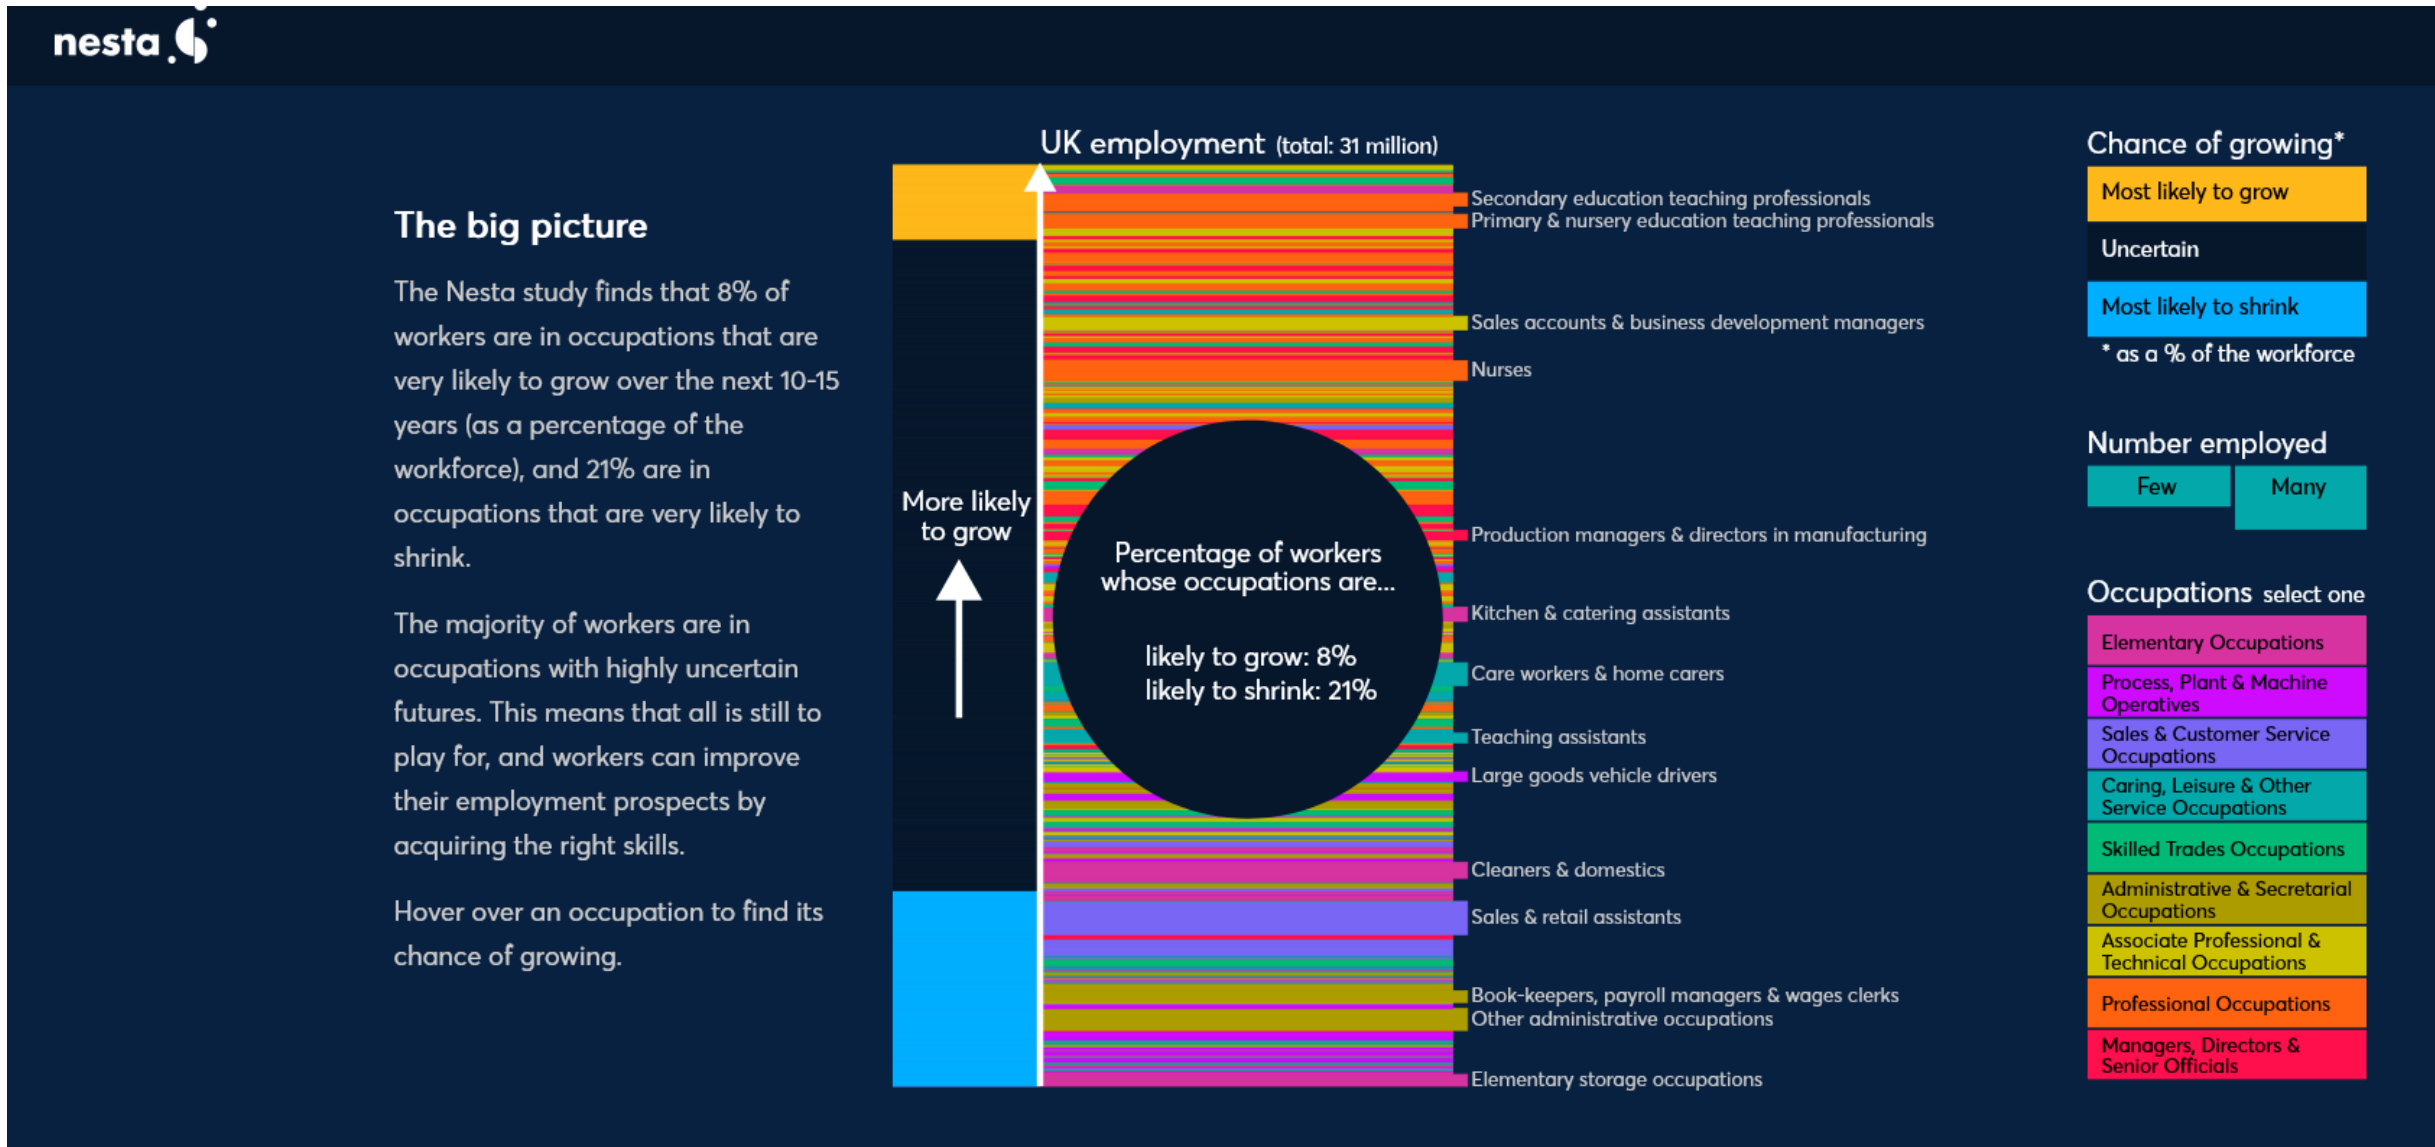 nesta
The big picture
The Nesta study finds that 8% of
workers are in occupations that are
very likely to grow over the next 10-15
years (as a percentage of the
workforce), and 21% are in
occupations that are very likely to
shrink.
The majority of workers are in
occupations with highly uncertain
futures. This means that all is still to
play for, and workers can improve
their employment prospects by
acquiring the right skills.
Hover over an occupation to find its
chance of growing.
UK employment (total: 31 million)
More likely
to grow
Percentage of workers
whose occupations are...
likely to grow: 8%
likely to shrink: 21%
Secondary education teaching professionals
Primary & nursery education teaching professionals
Sales accounts & business development managers
Nurses
Production managers & directors in manufacturing
Kitchen & catering assistants
Care workers & home carers
Teaching assistants
Large goods vehicle drivers
Cleaners & domestics
Sales & retail assistants
Book-keepers, payroll managers & wages clerks
Other administrative occupations
Elementary storage occupations
Chance of growing*
Most likely to grow
Uncertain
Most likely to shrink
* as a % of the workforce
Number employed
Few Many
Occupations select one
Elementary Occupations
Process, Plant & Machine
Operatives
Sales & Customer Service
Occupations
Caring, Leisure & Other
Service Occupations
Skilled Trades Occupations
Administrative & Secretarial
Occupations
Associate Professional &
Technical Occupations
Professional Occupations
Managers, Directors &
Senior Officials